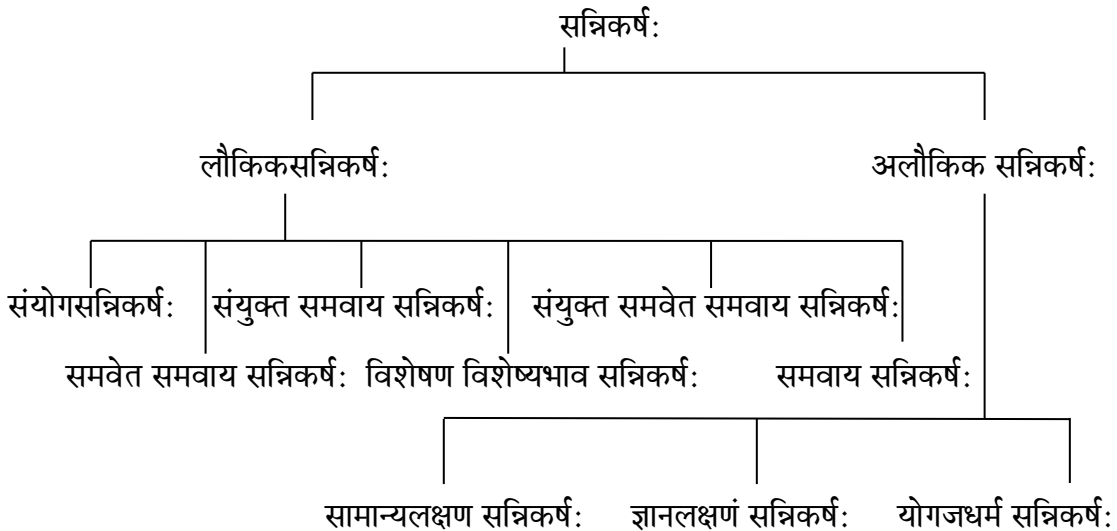 सन्निकर्ष:
लौकिकसन्निकर्ष: अलौकिक सन्निकर्ष:
संयोगसन्निकर्ष: संयुक्त समवाय सन्निकर्ष: संयुक्त समवेत समवाय सन्निकर्ष:
समवेत समवाय सन्निकर्ष: विशेषण विशेष्यभाव सन्निकर्ष: समवाय सन्निकर्ष:
सामान्यलक्षण सन्निकर्ष: ज्ञानलक्षणं सन्निकर्ष: योगजधर्म सन्निकर्ष: